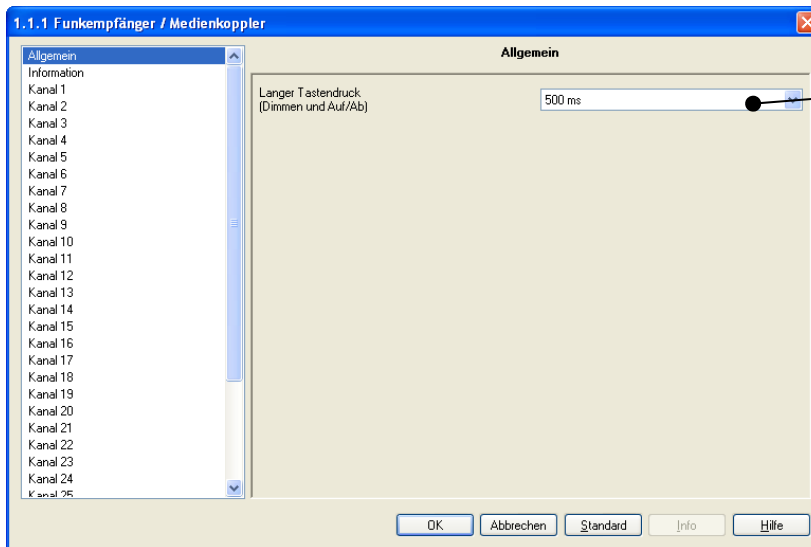 1.1.1 Funkempfänger / Medienkoppler
Allgemein
Information
Kanal 1
Kanal 2
Kanal 3
Kanal 4
Kanal 5
Kanal 6
Kanal 7
Kanal 8
Kanal 9
Kanal 10
Kanal 11
Kanal 12
Kanal 13
Kanal 14
Kanal 15
Kanal 16
Kanal 17
Kanal 18
Kanal 19
Kanal 20
Kanal 21
Kanal 22
Kanal 23
Kanal 24
Kanal 25
Allgemein
Langer Tastendruck
(Dimmen und Auf/Ab)
500 ms
OK
Abbrechen
Standard
Info
Hilfe